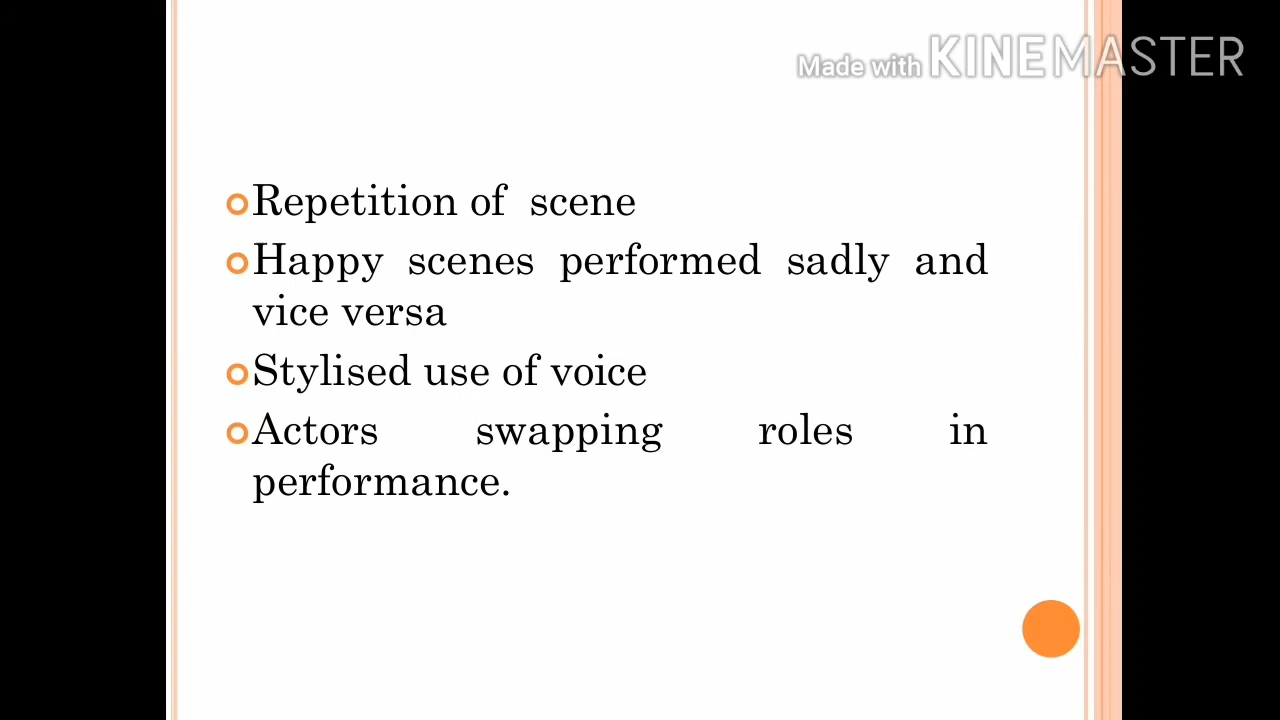 Made with KINEMASTER
Repetition of scene
Happy scenes performed sadly and
vice versa
Stylised use of voice
Actors swapping roles in
performance.